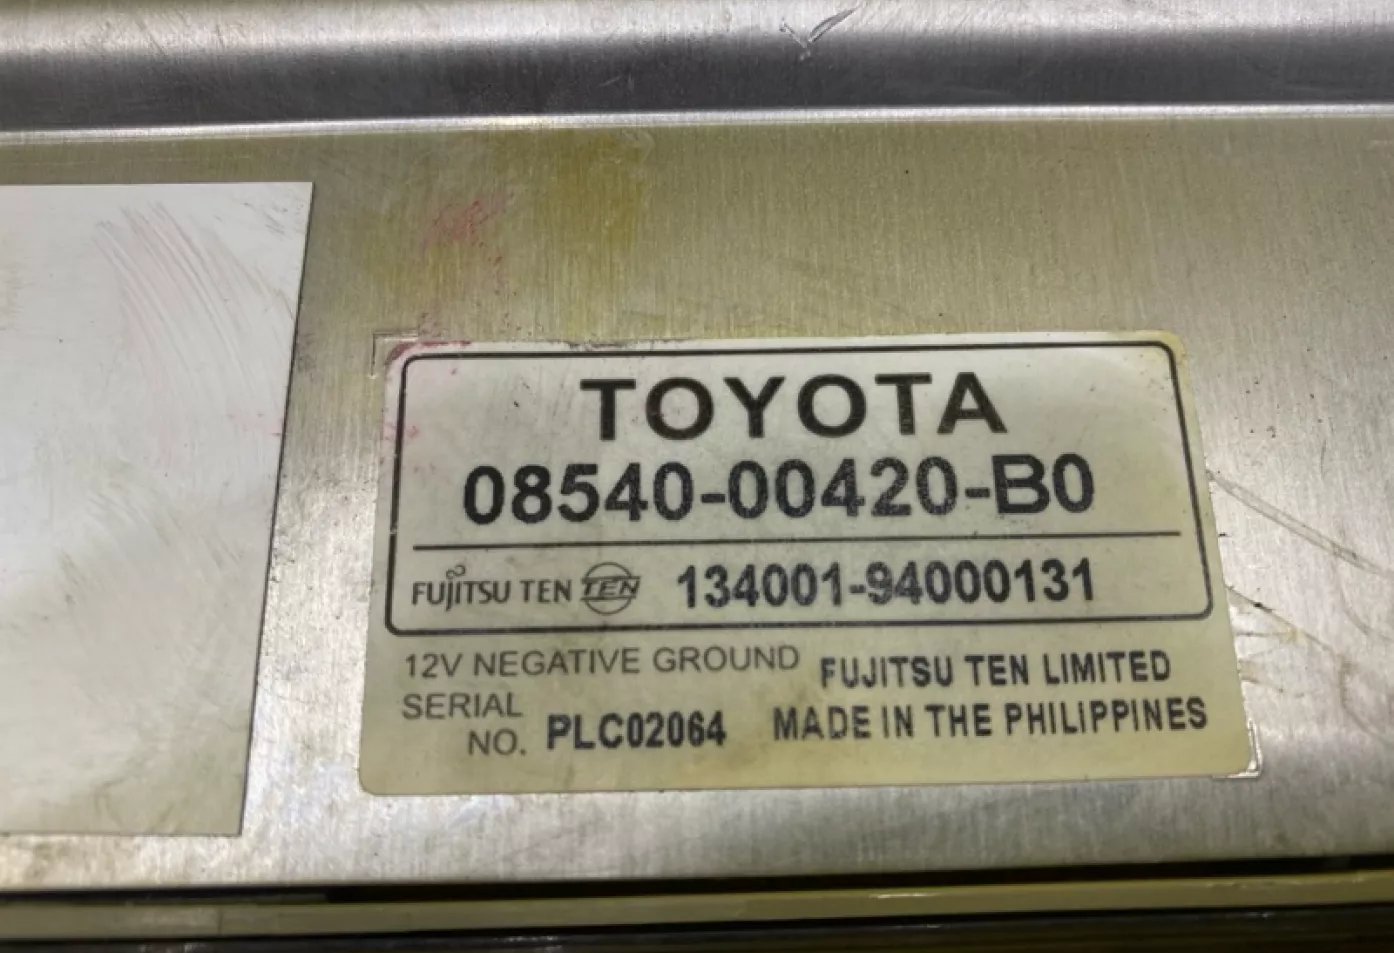 TOYOTA
08540-00420-B0
FUJITSU TEN TEN 134001-94000131
12V NEGATIVE GROUND FUJITSU TEN LIMITED
SERIAL
NO. PLC02064 MADE IN THE PHILIPPINES